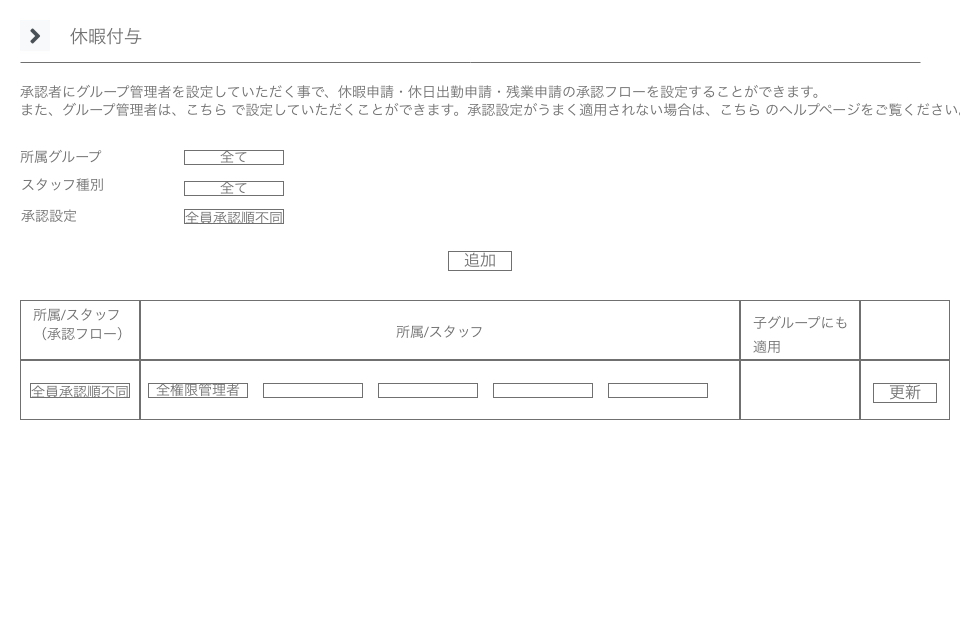 休暇付与
承認者にグループ管理者を設定していただく事で、休暇申請・休日出勤申請・残業申請の承認フローを設定することができます。
また、グループ管理者は、こちら で設定していただくことができます。承認設定がうまく適用されない場合は、こちら のヘルプページをご覧ください。
所属グループ 全て
スタッフ種別 全て
承認設定 全員承認順不同
追加
所属/スタッフ
（承認フロー）
所属/スタッフ
子グループにも
適用
全員承認順不同 全権限管理者 更新